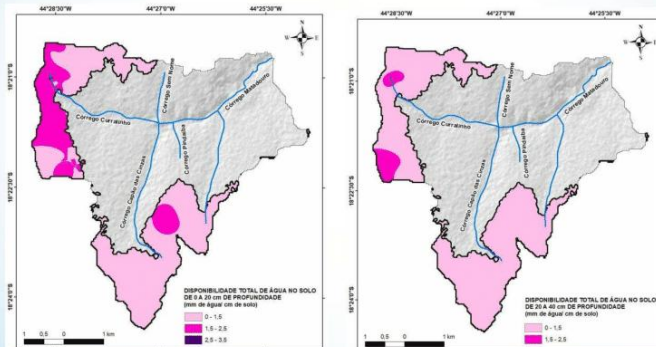 44°28'30"W 44°27'0"W 44°25'30"W
N
W E
S
Córrego Sem Nome
Córrego Matadouro
Córrego Curralinho
Córrego Pindaíba
Córrego Capão das Cinzas
DISPONIBILIDADE TOTAL DE ÁGUA NO SOLO
DE 0 A 20 cm DE PROFUNDIDADE
(mm de água/ cm de solo)
0 - 1,5
1,5 - 2,5
2,5 - 3,5
1 0,5 0 1 km
44°28'30"W 44°27'0"W 44°25'30"W
N
W E
S
Córrego Sem Nome
Córrego Matadouro
Córrego Curralinho
Córrego Pindaíba
Córrego Capão das Cinzas
DISPONIBILIDADE TOTAL DE ÁGUA NO SOLO
DE 20 A 40 cm DE PROFUNDIDADE
(mm de água/ cm de solo)
0 - 1,5
1,5 - 2,5
1 0,5 0 1 km